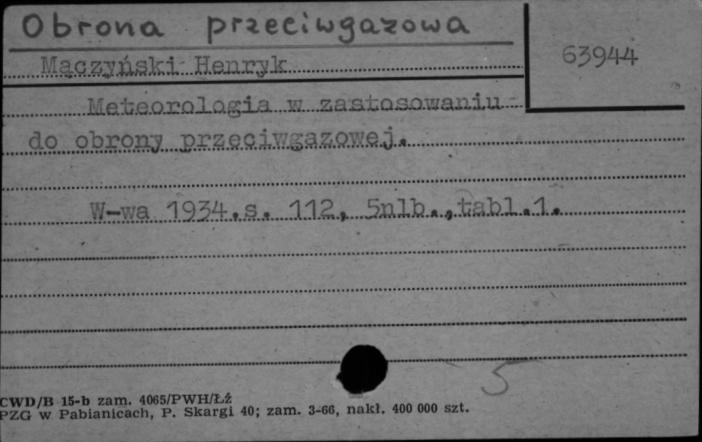 Obrona przeciwgazowa
63944
Mączyński Henryk
Meteorologia w zastosowaniu
do obrony przeciwgazowej.
W-wa 1934.s. 112, 5nlb.,tabl.1.
5
CWD/B 15-b zam. 4065/PWH/Łź
PZG w Pabianicach, P. Skargi 40; zam. 3-66, nakł. 400 000 szt.